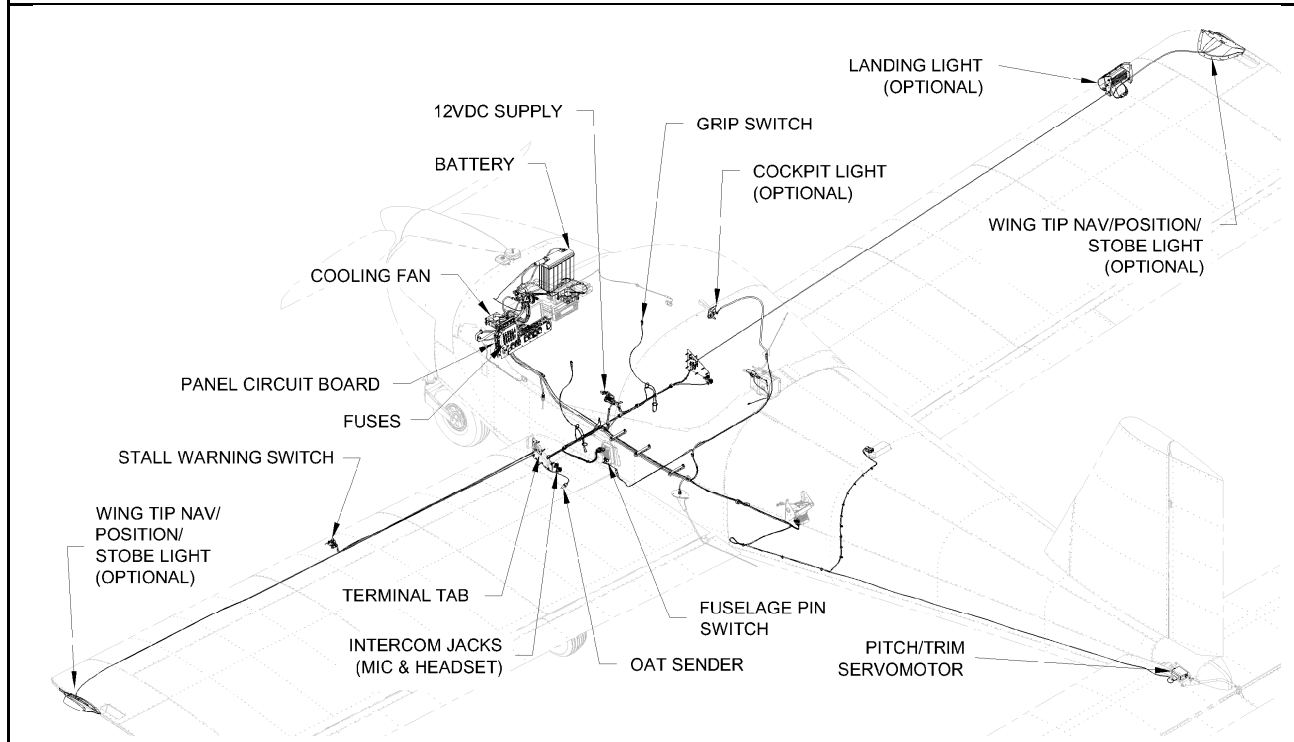 LANDING LIGHT
(OPTIONAL)
12VDC SUPPLY
GRIP SWITCH
BATTERY
COCKPIT LIGHT
(OPTIONAL)
WING TIP NAV/POSITION/
STOBE LIGHT
(OPTIONAL)
COOLING FAN
PANEL CIRCUIT BOARD
FUSES
STALL WARNING SWITCH
WING TIP NAV/
POSITION/
STOBE LIGHT
(OPTIONAL)
TERMINAL TAB
INTERCOM JACKS
(MIC & HEADSET)
OAT SENDER
FUSELAGE PIN
SWITCH
PITCH/TRIM
SERVOMOTOR